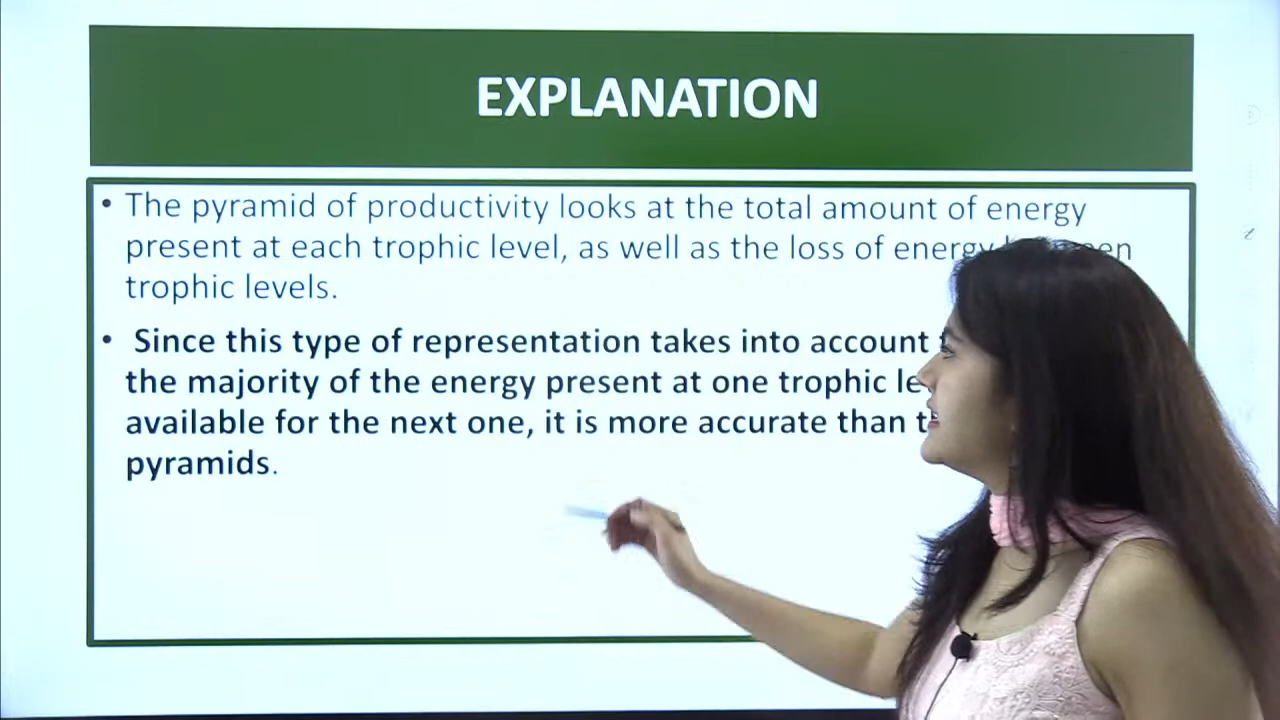 EXPLANATION
• The pyramid of productivity looks at the total amount of energy
present at each trophic level, as well as the loss of energy
trophic levels.
• Since this type of representation takes into account
the majority of the energy present at one trophic
available for the next one, it is more accurate than
pyramids.